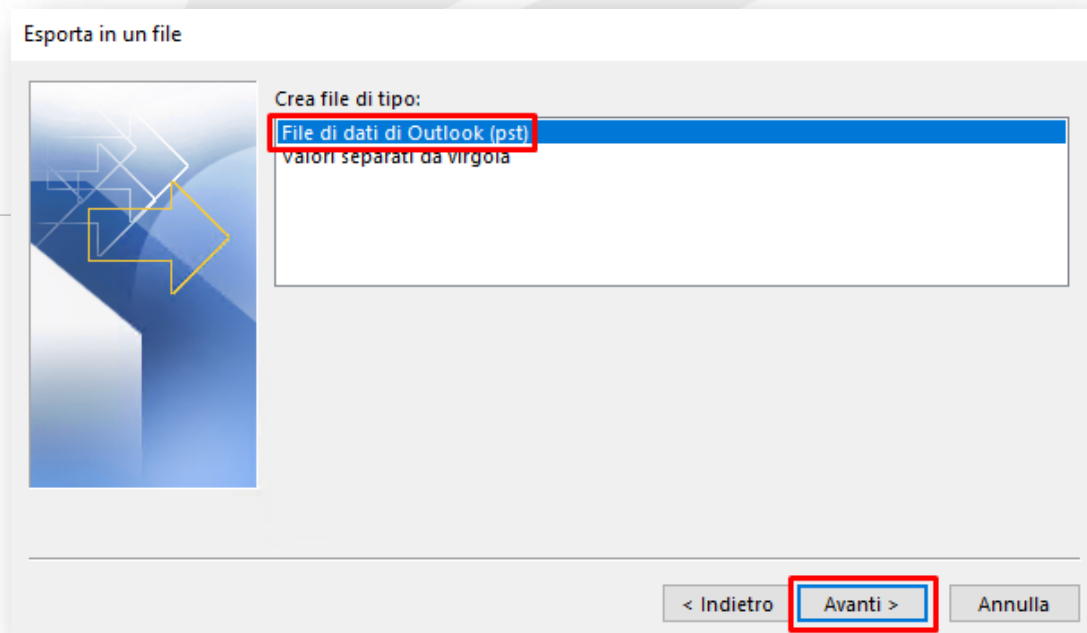 Esporta in un file
Crea file di tipo:
File di dati di Outlook (pst)
Valori separati da virgola
< Indietro
Avanti >
Annulla